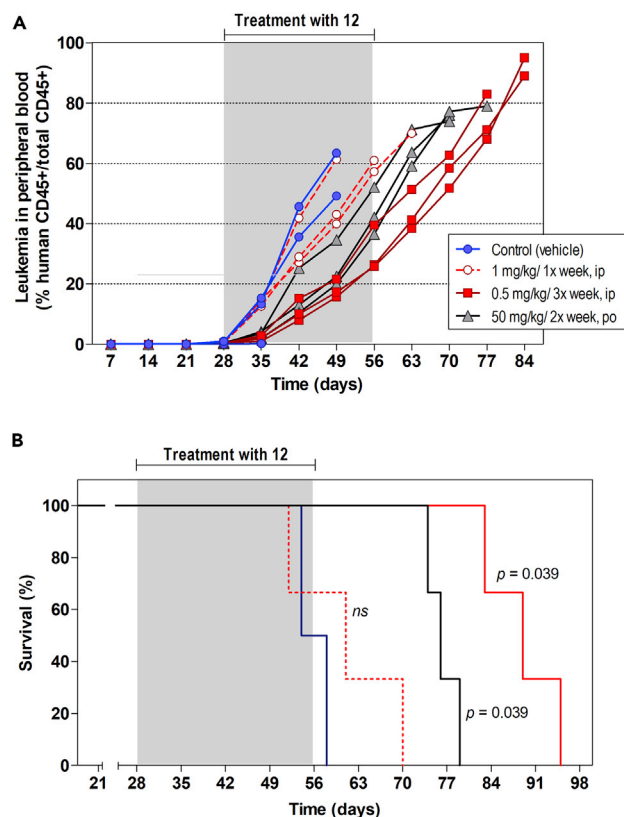 A
Treatment with 12
Leukemia in peripheral blood
(% human CD45+/total CD45+)
100
80
60
40
20
0
7 14 21 28 35 42 49 56 63 70 77 84
Time (days)
Control (vehicle)
1 mg/kg/ 1x week, ip
0.5 mg/kg/ 3x week, ip
50 mg/kg/ 2x week, po
B
Treatment with 12
Survival (%)
100
80
60
40
20
0
ns
p = 0.039
p = 0.039
21 28 35 42 49 56 63 70 77 84 91 98
Time (days)